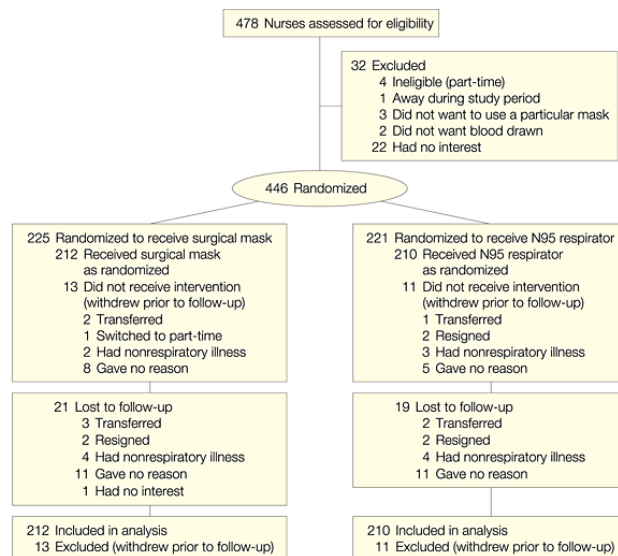 478 Nurses assessed for eligibility
32 Excluded
4 Ineligible (part-time)
1 Away during study period
3 Did not want to use a particular mask
2 Did not want blood drawn
22 Had no interest
446 Randomized
225 Randomized to receive surgical mask
212 Received surgical mask
as randomized
13 Did not receive intervention
(withdrew prior to follow-up)
2 Transferred
1 Switched to part-time
2 Had nonrespiratory illness
8 Gave no reason
221 Randomized to receive N95 respirator
210 Received N95 respirator
as randomized
11 Did not receive intervention
(withdrew prior to follow-up)
1 Transferred
2 Resigned
3 Had nonrespiratory illness
5 Gave no reason
21 Lost to follow-up
3 Transferred
2 Resigned
4 Had nonrespiratory illness
11 Gave no reason
1 Had no interest
19 Lost to follow-up
2 Transferred
2 Resigned
4 Had nonrespiratory illness
11 Gave no reason
212 Included in analysis
13 Excluded (withdrew prior to follow-up)
210 Included in analysis
11 Excluded (withdrew prior to follow-up)